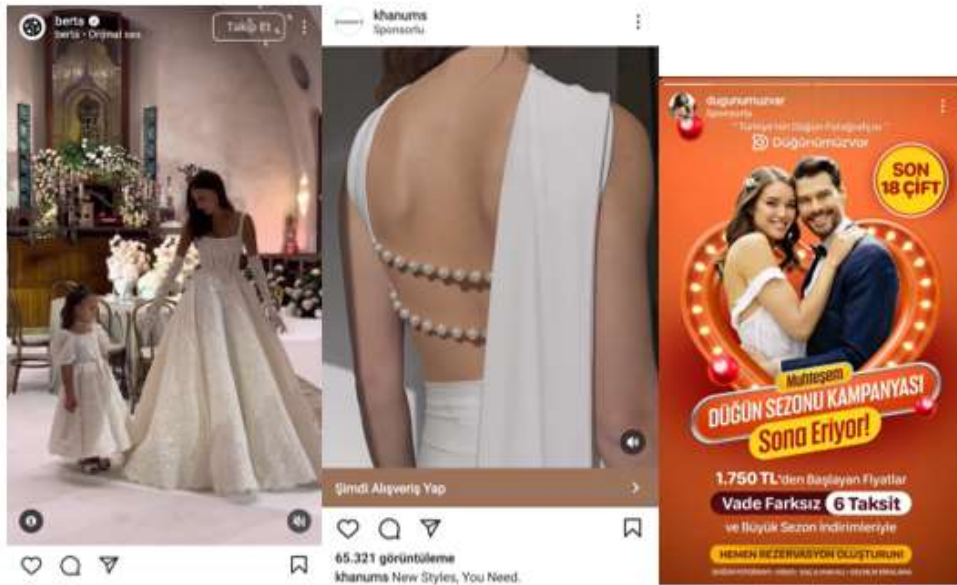 berta
berta • Orijinal ses
Takip Et
khanums
Sponsorlu
Şimdi Alışveriş Yap
65.321 görüntüleme
khanums New Styles, You Need.
dugunumuzvar
Sponsorlu
"Türkiye'nin Düğün Fotoğrafçısı"
DüğünümüzVar
SON
18 ÇİFT
Muhteşem
DÜĞÜN SEZONU KAMPANYASI
Sona Eriyor!
1.750 TL'den Başlayan Fiyatlar
Vade Farksız 6 Taksit
ve Büyük Sezon İndirimleriyle
HEMEN REZERVASYON OLUŞTURUN!